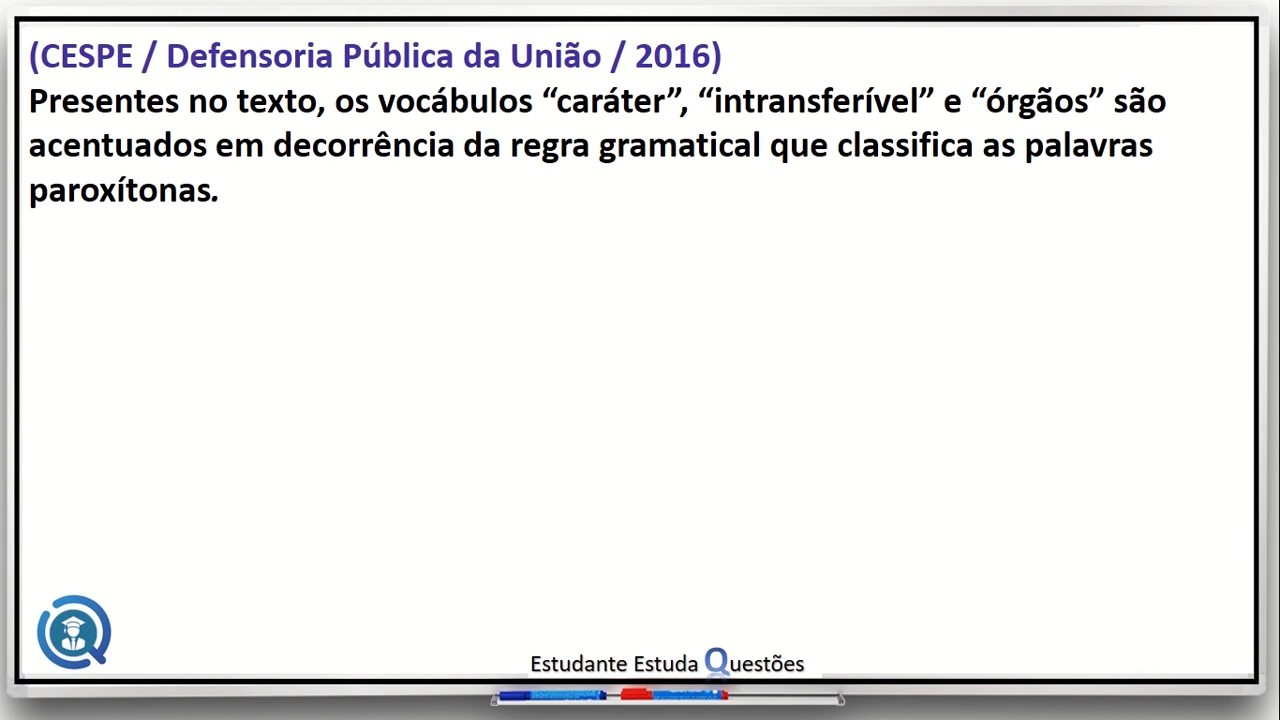 (CESPE / Defensoria Pública da União / 2016)
Presentes no texto, os vocábulos “caráter”, “intransferível” e “órgãos” são
acentuados em decorrência da regra gramatical que classifica as palavras
paroxítonas.
Estudante Estuda Questões